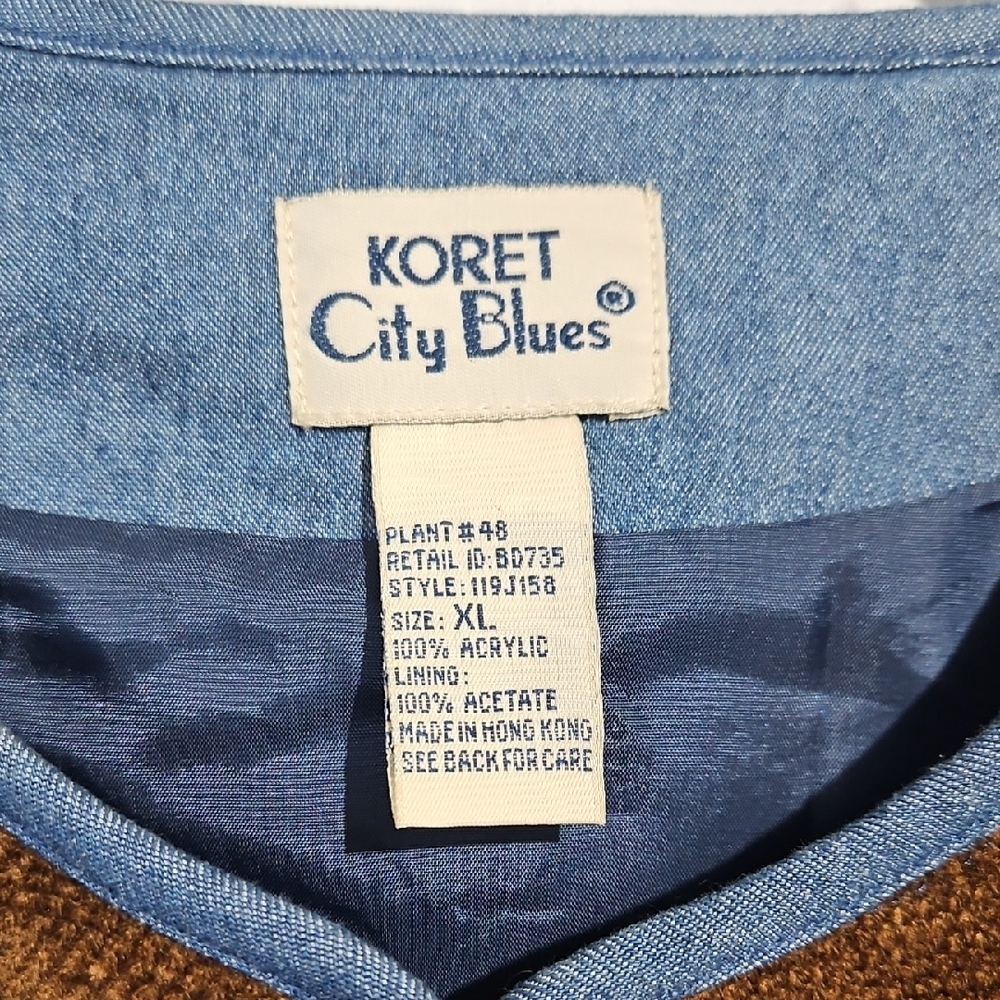 KORET
City Blues®
PLANT#48
RETAIL ID:BD735
STYLE:119J158
SIZE: XL
100% ACRYLIC
LINING:
100% ACETATE
MADE IN HONG KONG
SEE BACK FOR CARE